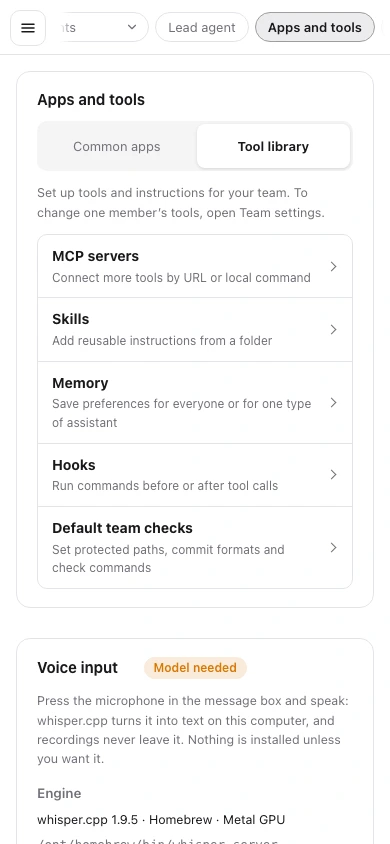 Lead agent
Apps and tools
Apps and tools
Common apps
Tool library
Set up tools and instructions for your team. To
change one member's tools, open Team settings.
MCP servers
Connect more tools by URL or local command
Skills
Add reusable instructions from a folder
Memory
Save preferences for everyone or for one type
of assistant
Hooks
Run commands before or after tool calls
Default team checks
Set protected paths, commit formats and
check commands
Voice input
Model needed
Press the microphone in the message box and speak:
whisper.cpp turns it into text on this computer, and
recordings never leave it. Nothing is installed unless
you want it.
Engine
whisper.cpp 1.9.5 · Homebrew · Metal GPU
/opt/homebrew/bin/whisper-server